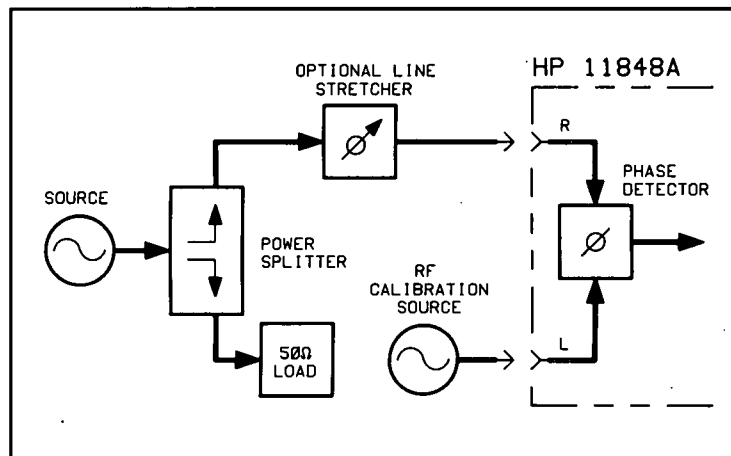 OPTIONAL LINE
STRETCHER
HP 11848A
R
PHASE
DETECTOR
SOURCE
POWER
SPLITTER
RF
CALIBRATION
SOURCE
50Ω
LOAD
L